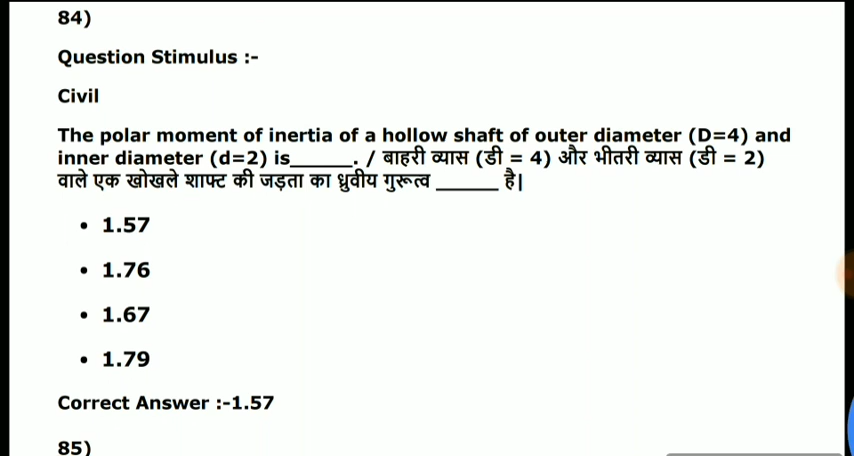 84)
Question Stimulus :-
Civil
The polar moment of inertia of a hollow shaft of outer diameter (D=4) and
inner diameter (d=2) is______. / बाहरी व्यास (डी = 4) और भीतरी व्यास (डी = 2)
वाले एक खोखले शाफ्ट की जड़ता का ध्रुवीय गुरूत्व ______ है|
• 1.57
• 1.76
• 1.67
• 1.79
Correct Answer :-1.57
85)